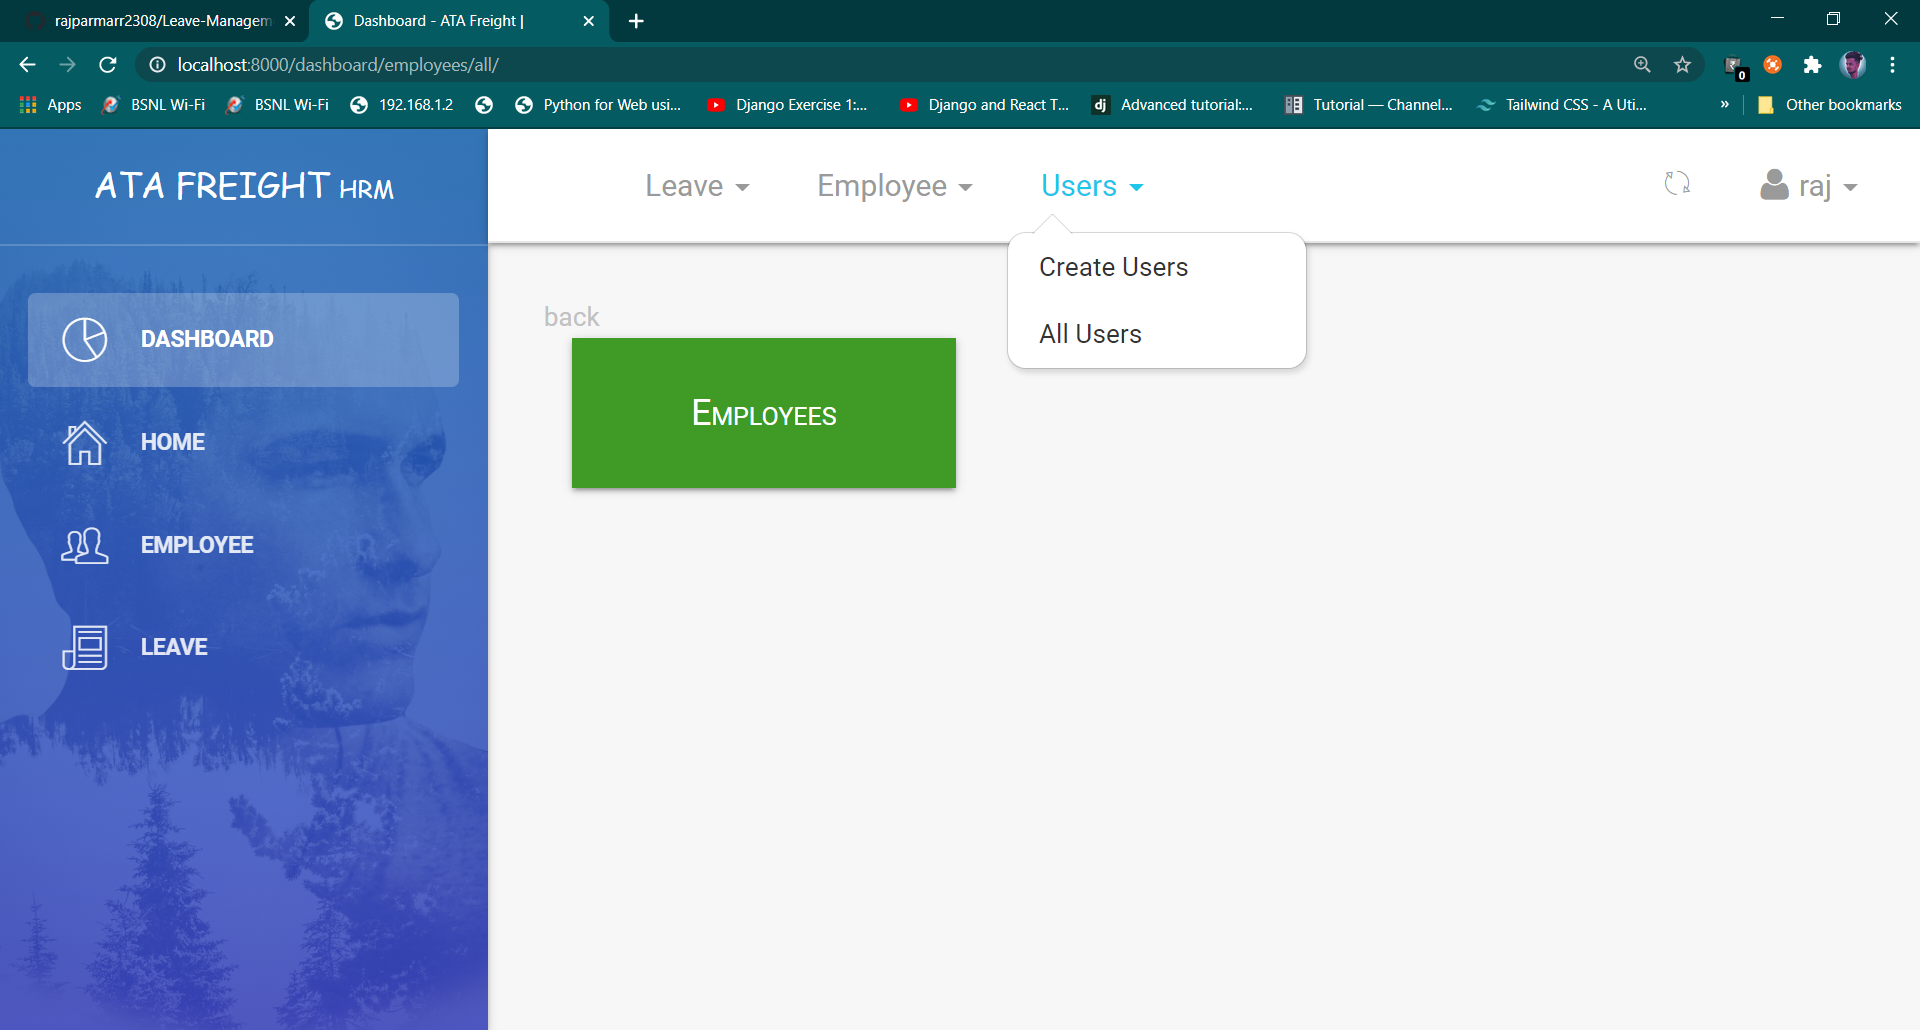 rajparmarr2308/Leave-Managem
Dashboard - ATA Freight |
localhost:8000/dashboard/employees/all/
0
Apps
BSNL Wi-Fi
BSNL Wi-Fi
192.168.1.2
Python for Web usi...
Django Exercise 1:...
Django and React T...
dj
Advanced tutorial:...
Tutorial — Channel...
Tailwind CSS - A Uti...
»
Other bookmarks
ATA FREIGHT HRM
Leave
Employee
Users
raj
Create Users
All Users
DASHBOARD
HOME
EMPLOYEE
LEAVE
back
Employees